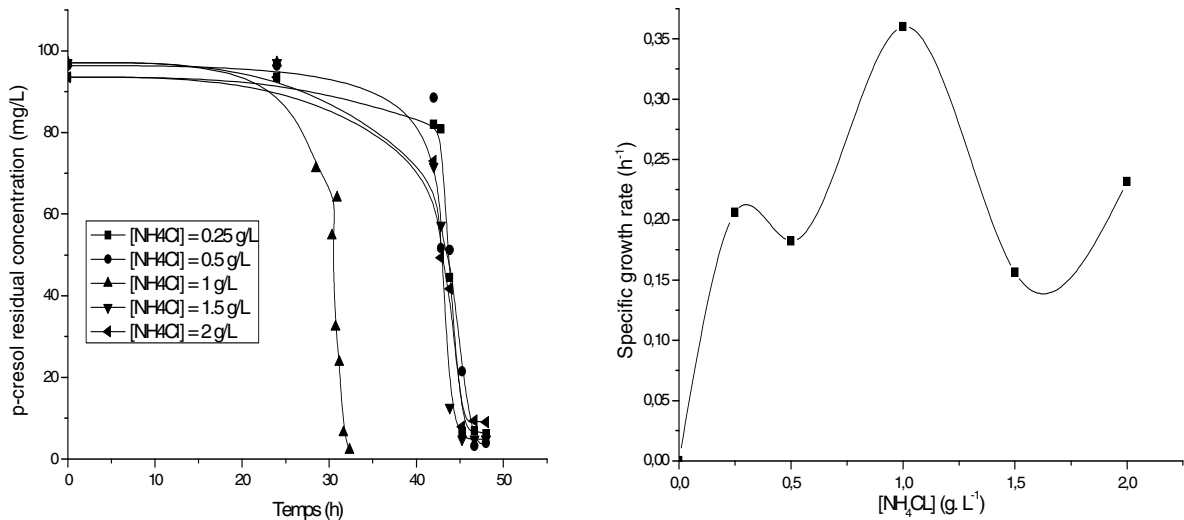 p-cresol residual concentration (mg/L)
100
80
60
40
20
0
[NH4Cl] = 0.25 g/L
[NH4Cl] = 0.5 g/L
[NH4Cl] = 1 g/L
[NH4Cl] = 1.5 g/L
[NH4Cl] = 2 g/L
0 10 20 30 40 50
Temps (h)
Specific growth rate (h⁻¹)
0,35
0,30
0,25
0,20
0,15
0,10
0,05
0,00
0,0 0,5 1,0 1,5 2,0
[NH₄CL] (g. L⁻¹)